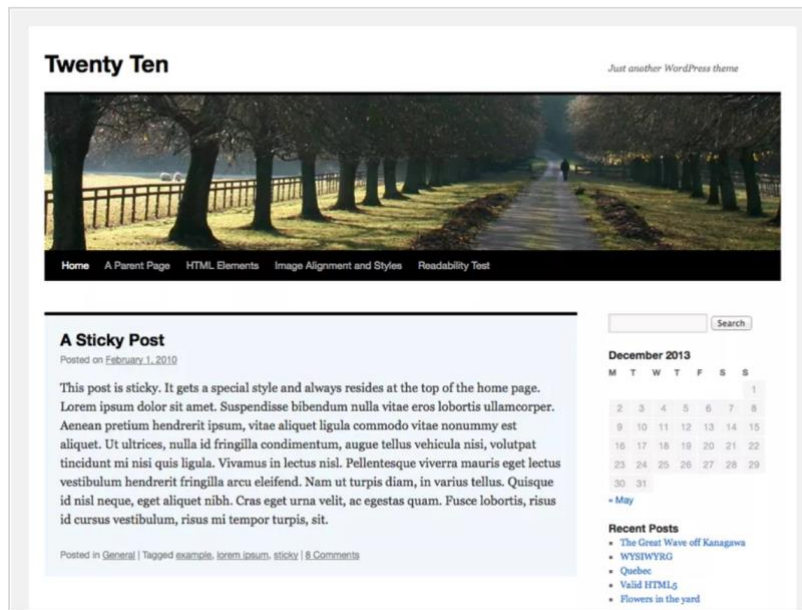 Twenty Ten
Just another WordPress theme
Home A Parent Page HTML Elements Image Alignment and Styles Readability Test
A Sticky Post
Posted on February 1, 2010
This post is sticky. It gets a special style and always resides at the top of the home page.
Lorem ipsum dolor sit amet. Suspendisse bibendum nulla vitae eros lobortis ullamcorper.
Aenean pretium hendrerit ipsum, vitae aliquet ligula commodo vitae nonummy est
aliquet. Ut ultrices, nulla id fringilla condimentum, augue tellus vehicula nisi, volutpat
tincidunt mi nisi quis ligula. Vivamus in lectus nisl. Pellentesque viverra mauris eget lectus
vestibulum hendrerit fringilla arcu eleifend. Nam ut turpis diam, in varius tellus. Quisque
id nisl neque, eget aliquet nibh. Cras eget urna velit, ac egestas quam. Fusce lobortis, risus
id cursus vestibulum, risus mi tempor turpis, sit.
Posted in General | Tagged example, lorem ipsum, sticky | 8 Comments
Search
December 2013
M T W T F S S
1
2 3 4 5 6 7 8
9 10 11 12 13 14 15
16 17 18 19 20 21 22
23 24 25 26 27 28 29
30 31
« May
Recent Posts
The Great Wave off Kanagawa
WYSIWYRG
Quebec
Valid HTML5
Flowers in the yard